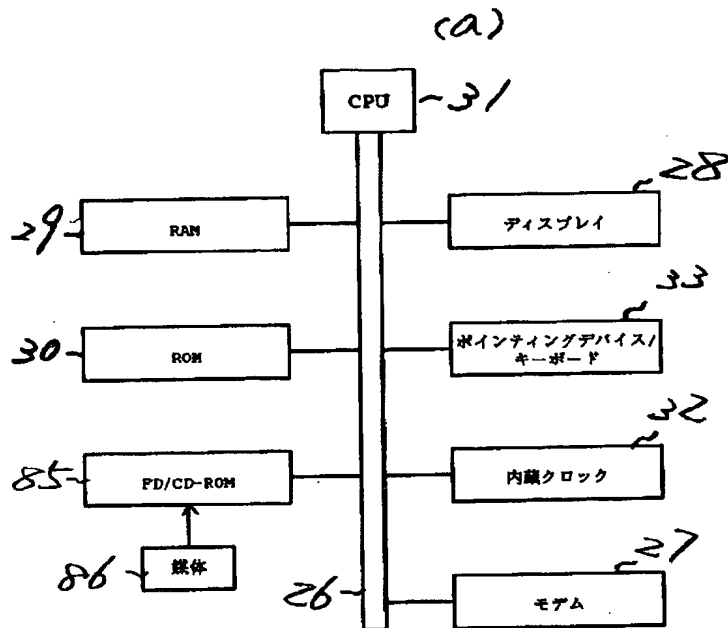 (a)
CPU
31
29
RAM
28
ディスプレイ
30
ROM
33
ポインティングデバイス/
キーボード
85
FD/CD-ROM
32
内蔵クロック
86
媒体
26
27
モデム